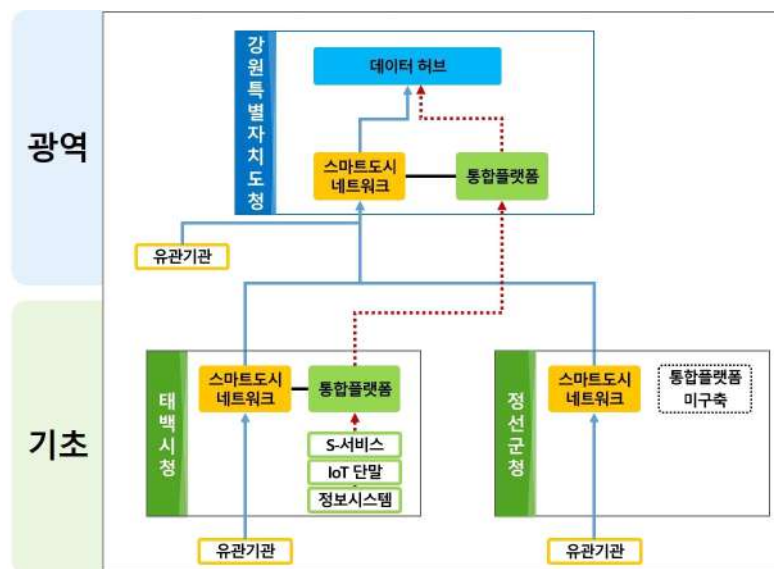 광역
강원특별자치도청
데이터 허브
스마트도시
네트워크
통합플랫폼
유관기관
기초
태백시청
스마트도시
네트워크
통합플랫폼
S-서비스
IoT 단말
정보시스템
유관기관
정선군청
스마트도시
네트워크
통합플랫폼
미구축
유관기관